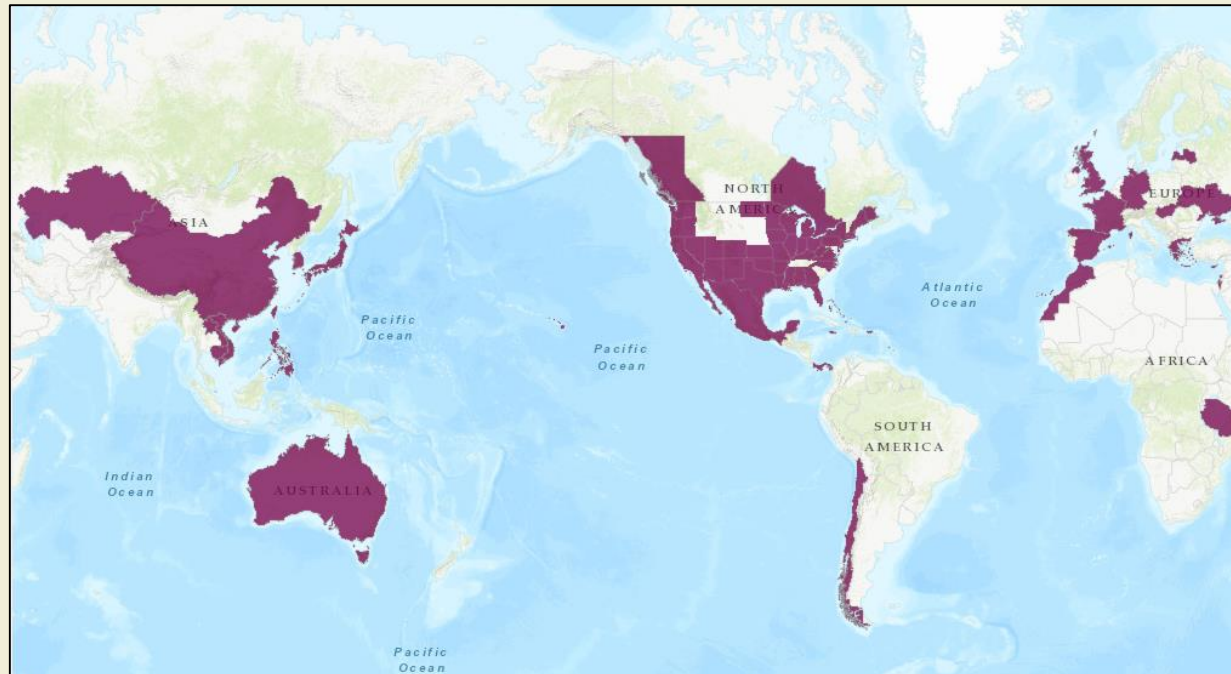 ASIA
NORTH
AMERICA
EUROPE
Atlantic
Ocean
Pacific
Ocean
Pacific
Ocean
AFRICA
SOUTH
AMERICA
Indian
Ocean
AUSTRALIA
Pacific
Ocean